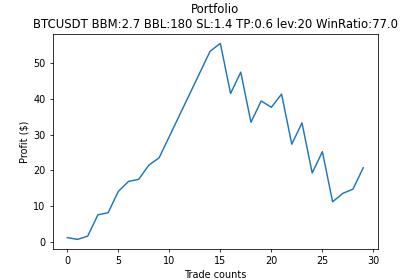 Portfolio
BTCUSDT BBM:2.7 BBL:180 SL:1.4 TP:0.6 lev:20 WinRatio:77.0
50
40
30
20
10
0
Profit ($)
0 5 10 15 20 25 30
Trade counts